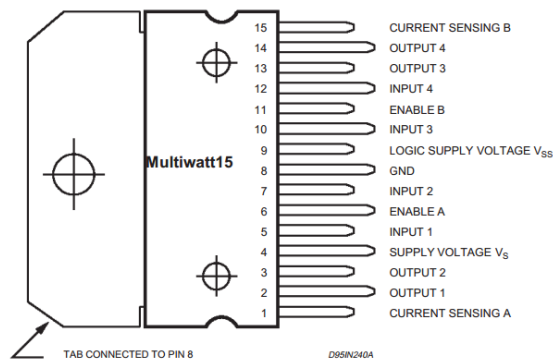 15 CURRENT SENSING B
14 OUTPUT 4
13 OUTPUT 3
12 INPUT 4
11 ENABLE B
10 INPUT 3
9 LOGIC SUPPLY VOLTAGE VSS
Multiwatt15
8 GND
7 INPUT 2
6 ENABLE A
5 INPUT 1
4 SUPPLY VOLTAGE VS
3 OUTPUT 2
2 OUTPUT 1
1 CURRENT SENSING A
TAB CONNECTED TO PIN 8
D95IN240A